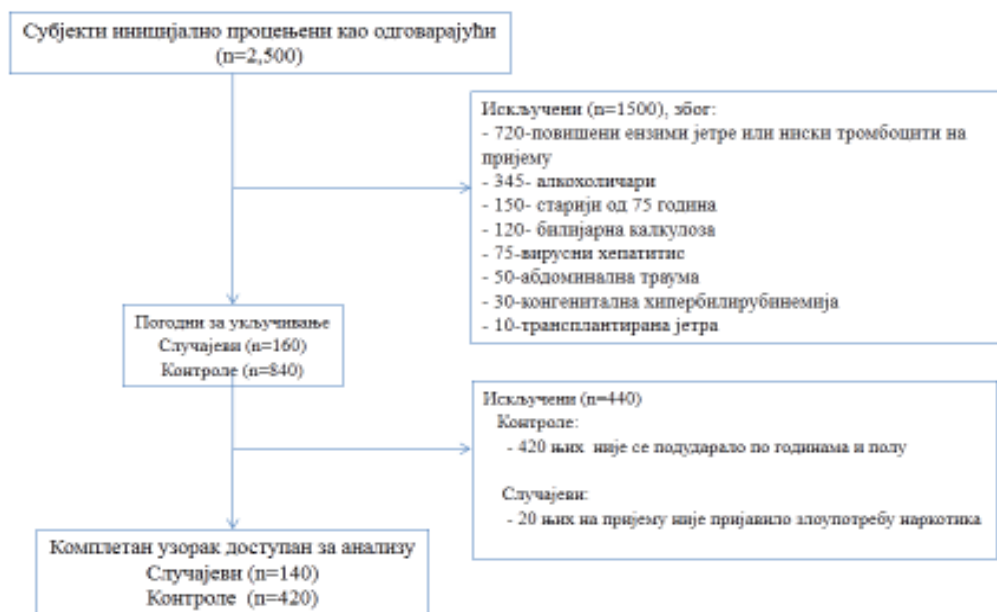 Субјекти иницијално процењени као одговарајући
(n=2,500)
Искључени (n=1500), због:
- 720-повишени ензими јетре или ниски тромбоцити на
пријему
- 345- алкохоличари
- 150- старији од 75 година
- 120- билијарна калкулоза
- 75-вирусни хепатитис
- 50-абдоминална траума
- 30-конгенитална хипербилирубинемија
- 10-трансплантирана јетра
Погодни за укључивање
Случајеви (n=160)
Контроле (n=840)
Искључени (n=440)
Контроле:
- 420 њих није се подударало по годинама и полу
Случајеви:
- 20 њих на пријему није пријавило злоупотребу наркотика
Комплетан узорак доступан за анализу
Случајеви (n=140)
Контроле (n=420)